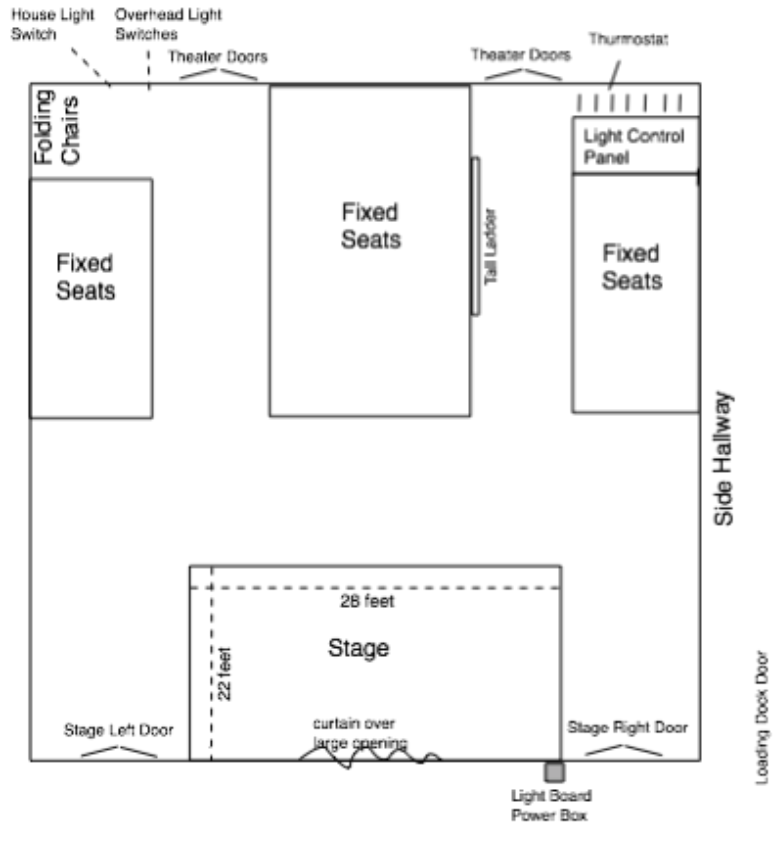 House Light
Switch
Overhead Light
Switches
Theater Doors
Theater Doors
Thurmostat
Folding
Chairs
Light Control
Panel
Fixed
Seats
Fixed
Seats
Tall Ladder
Fixed
Seats
Side Hallway
28 feet
22 feet
Stage
Stage Left Door
curtain over
large opening
Stage Right Door
Loading Dock Door
Light Board
Power Box